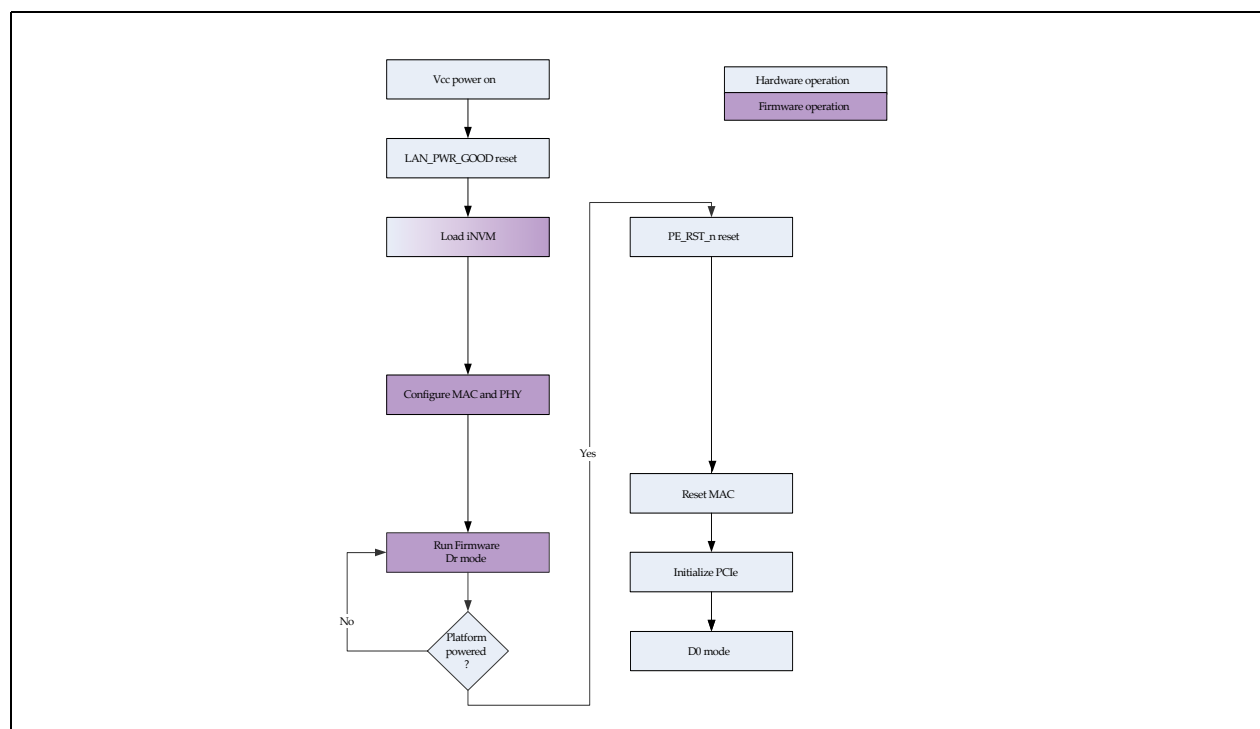 Vcc power on
LAN_PWR_GOOD reset
Load iNVM
Configure MAC and PHY
Run Firmware
Dr mode
Platform
powered
?
No
Yes
Hardware operation
Firmware operation
PE_RST_n reset
Reset MAC
Initialize PCIe
D0 mode